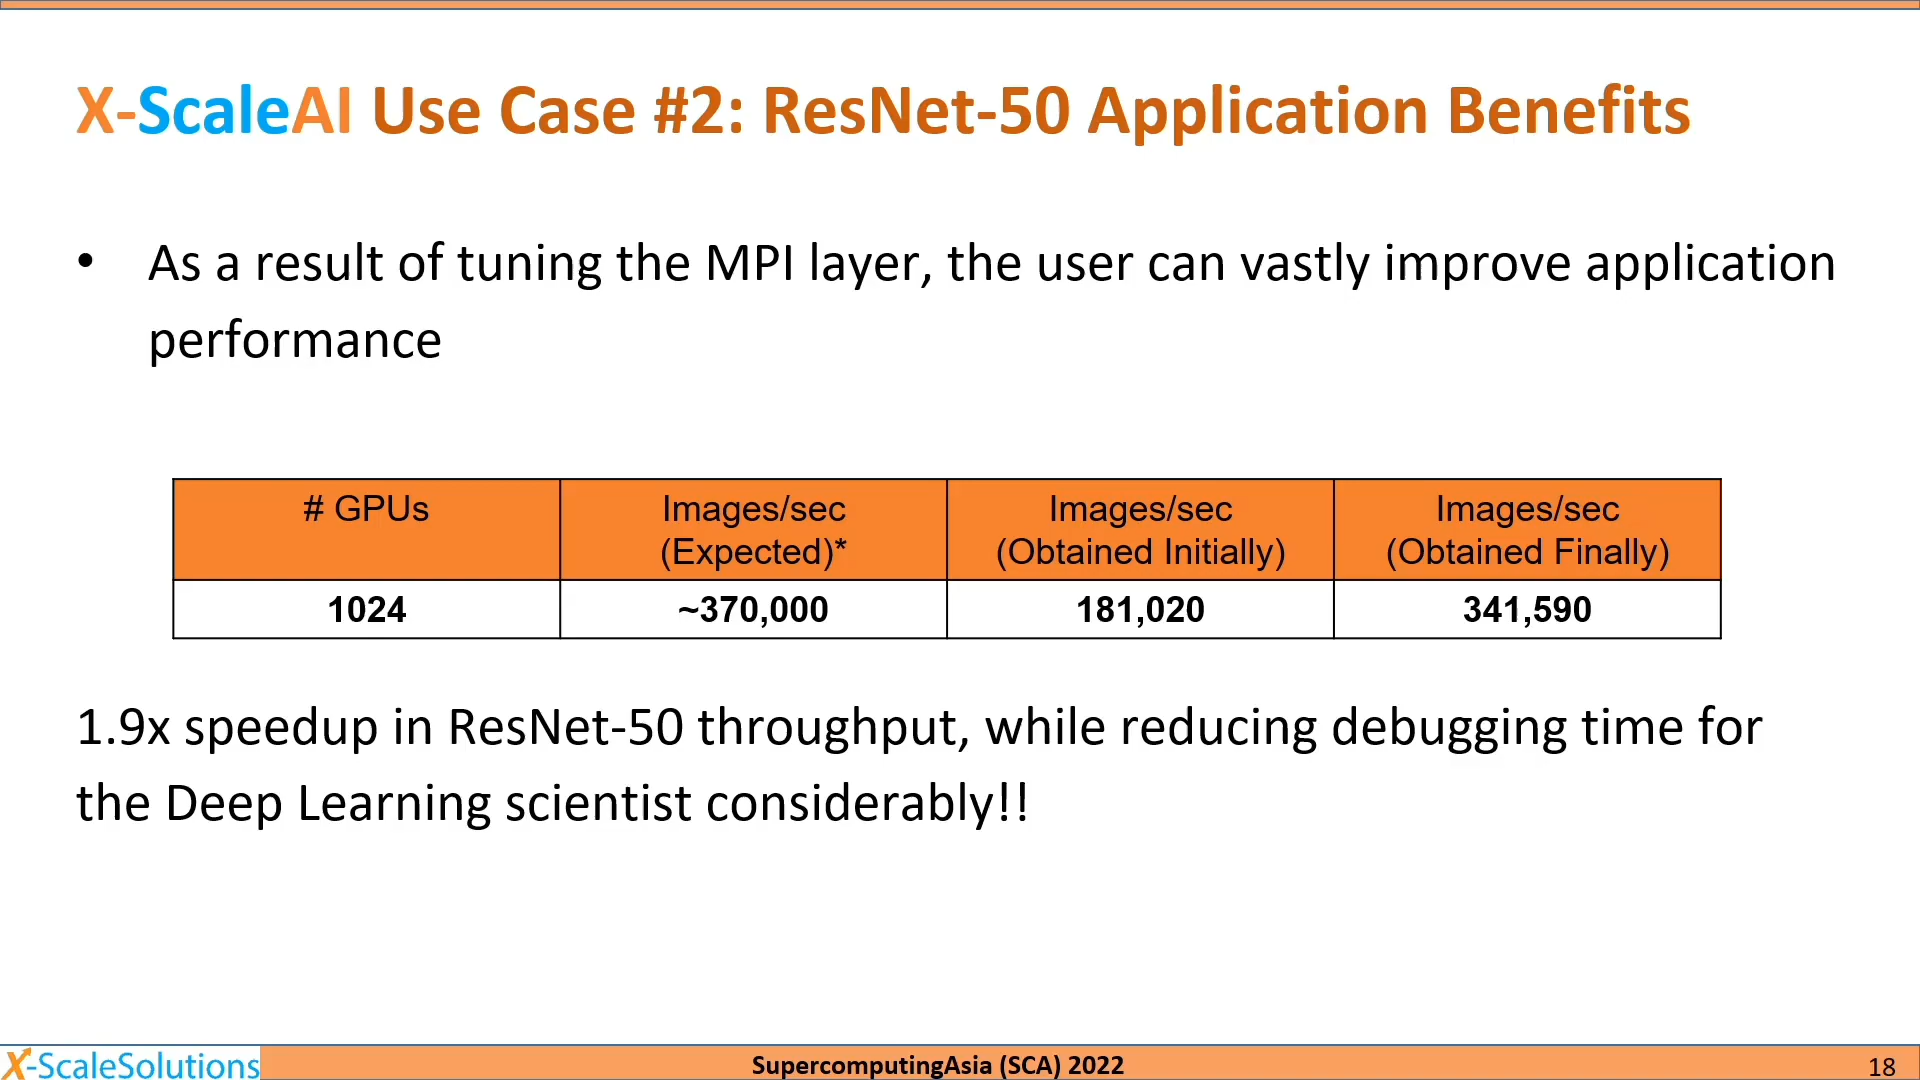 X-ScaleAI Use Case #2: ResNet-50 Application Benefits
• As a result of tuning the MPI layer, the user can vastly improve application
performance
# GPUs
Images/sec
(Expected)*
Images/sec
(Obtained Initially)
Images/sec
(Obtained Finally)
1024
~370,000
181,020
341,590
1.9x speedup in ResNet-50 throughput, while reducing debugging time for
the Deep Learning scientist considerably!!
X-ScaleSolutions
SupercomputingAsia (SCA) 2022
18